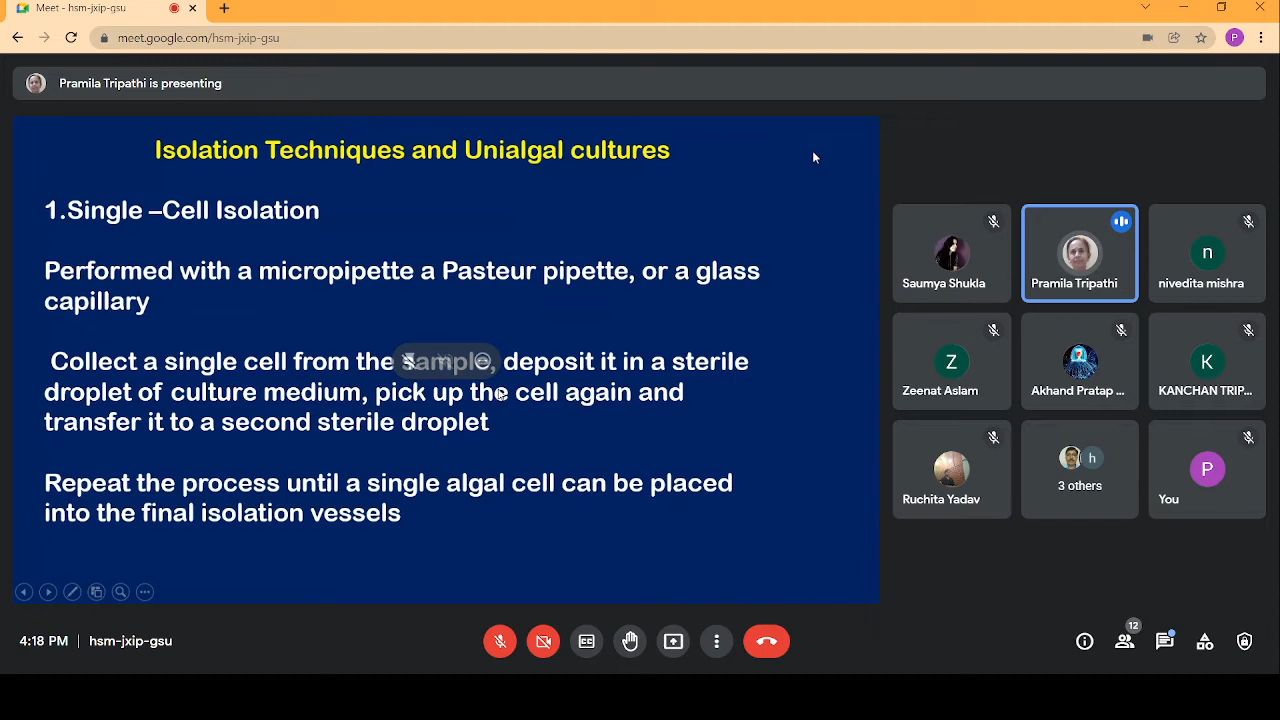 Meet - hsm-jxip-gsu
meet.google.com/hsm-jxip-gsu
P
Pramila Tripathi is presenting
Isolation Techniques and Unialgal cultures
1.Single –Cell Isolation
Performed with a micropipette a Pasteur pipette, or a glass
capillary
Collect a single cell from the sample, deposit it in a sterile
droplet of culture medium, pick up the cell again and
transfer it to a second sterile droplet
Repeat the process until a single algal cell can be placed
into the final isolation vessels
Saumya Shukla
Pramila Tripathi
n
nivedita mishra
Z
Zeenat Aslam
Akhand Pratap ...
K
KANCHAN TRIP...
Ruchita Yadav
h
3 others
P
You
4:18 PM | hsm-jxip-gsu
CC
12